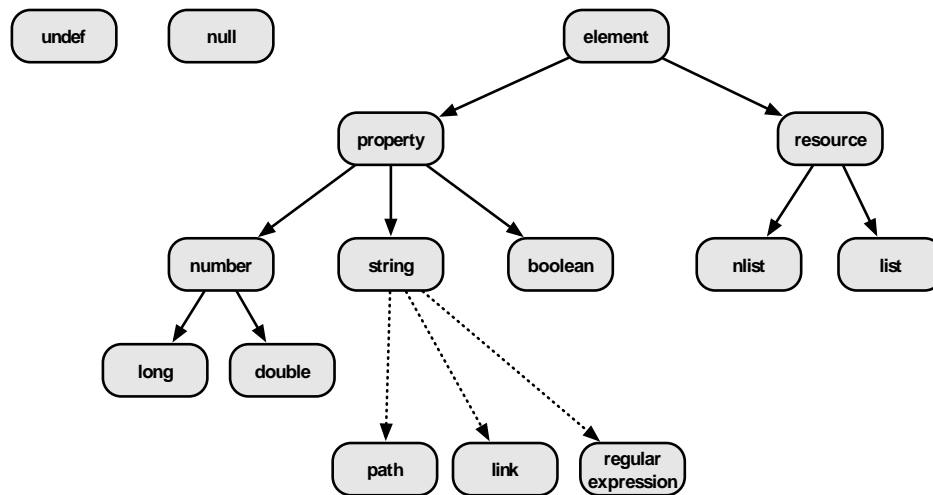 undef
null
element
property
resource
number
string
boolean
nlist
list
long
double
path
link
regular
expression